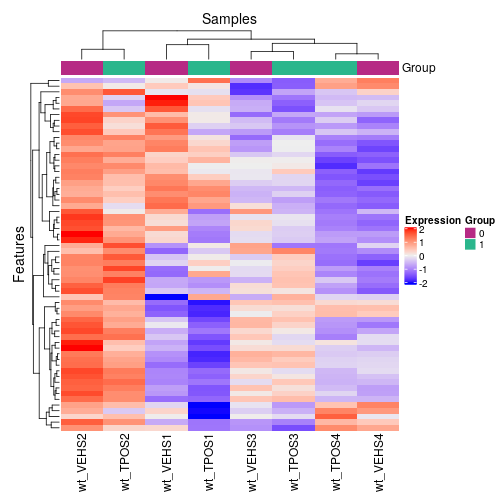 Samples
Group
Features
Expression Group
2 0
1 1
0
-1
-2
wt_VEHS2
wt_TPOS2
wt_VEHS1
wt_TPOS1
wt_VEHS3
wt_TPOS3
wt_TPOS4
wt_VEHS4